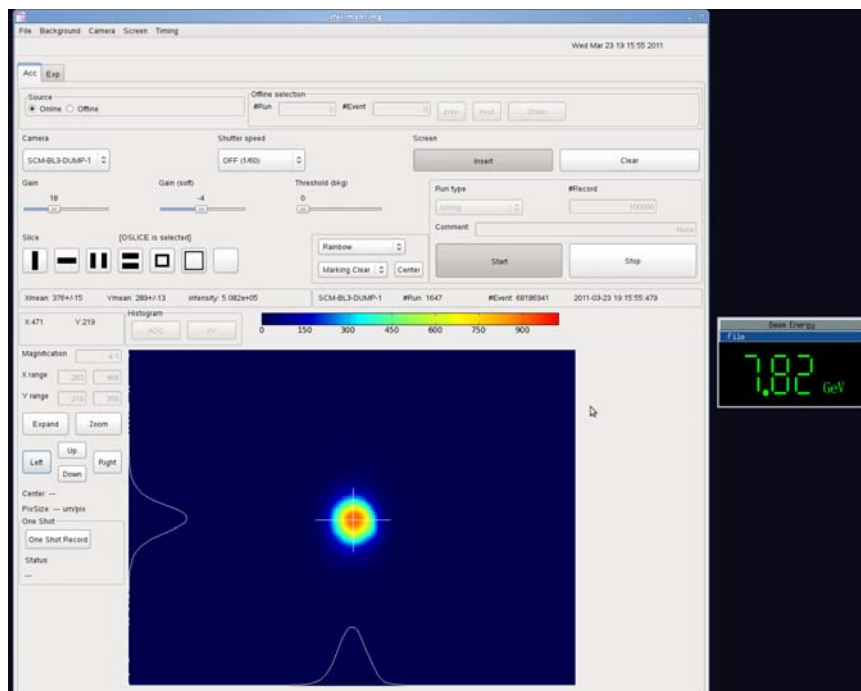 File Background Camera Screen Timing
Wed Mar 23 19:15:55 2011
Acc Exp
Source
Online Offline
Offline selection
#Run 0 #Event 0 prev next
Camera
Shutter speed
Screen
SCM-BL3-DUMP-1
OFF (1/60)
Insert
Clear
Gain
Gain (soft)
Threshold (bkg)
18
-4
0
Run type
#Record
100000
Comment None
Slice [OSLICE is selected]
Rainbow
Marking Clear Center
Start
Stop
Xmean: 376+/-15 Ymean: 289+/-13 intensity: 5.082e+05
SCM-BL3-DUMP-1 #Run: 1647 #Event: 68186941 2011-03-23 19:15:55.479
X:471 Y:219
Histogram
ADC
0 150 300 450 600 750 900
Magnification
X range
Y range
Expand Zoom
Up
Left Right
Down
Center: ---
PixSize: --- um/pix
One Shot
One Shot Record
Status:
---
Beam Energy
File
7.82 GeV